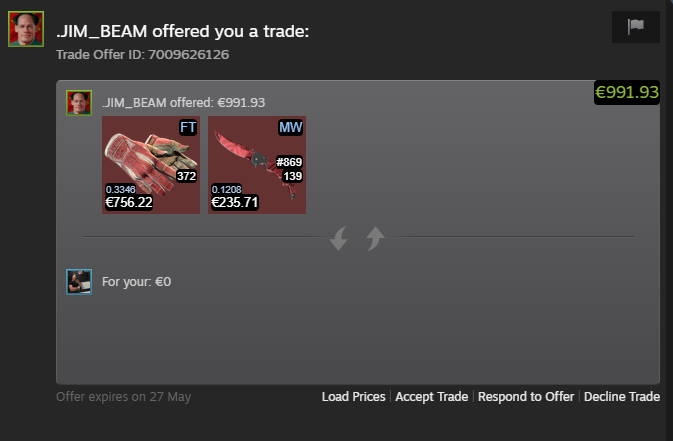 .JIM_BEAM offered you a trade:
Trade Offer ID: 7009626126
€991.93
.JIM_BEAM offered: €991.93
FT
372
0.3346
€756.22
MW
#869
139
0.1208
€235.71
For your: €0
Offer expires on 27 May
Load Prices | Accept Trade | Respond to Offer | Decline Trade